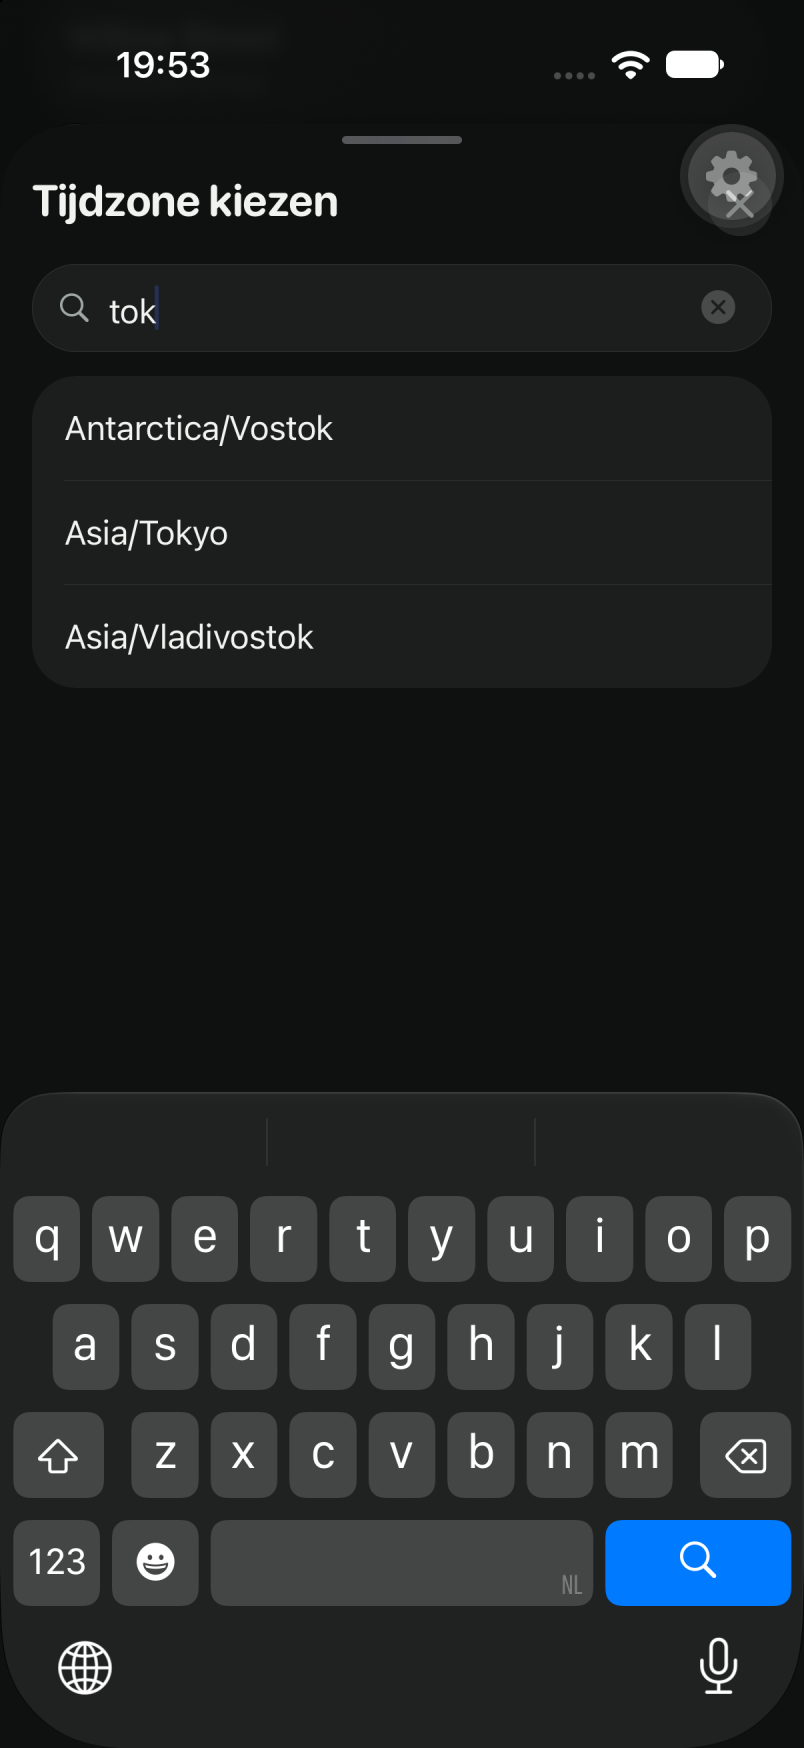 19:53
Tijdzone kiezen
tok
Antarctica/Vostok
Asia/Tokyo
Asia/Vladivostok
q w e r t y u i o p
a s d f g h j k l
z x c v b n m
123
NL